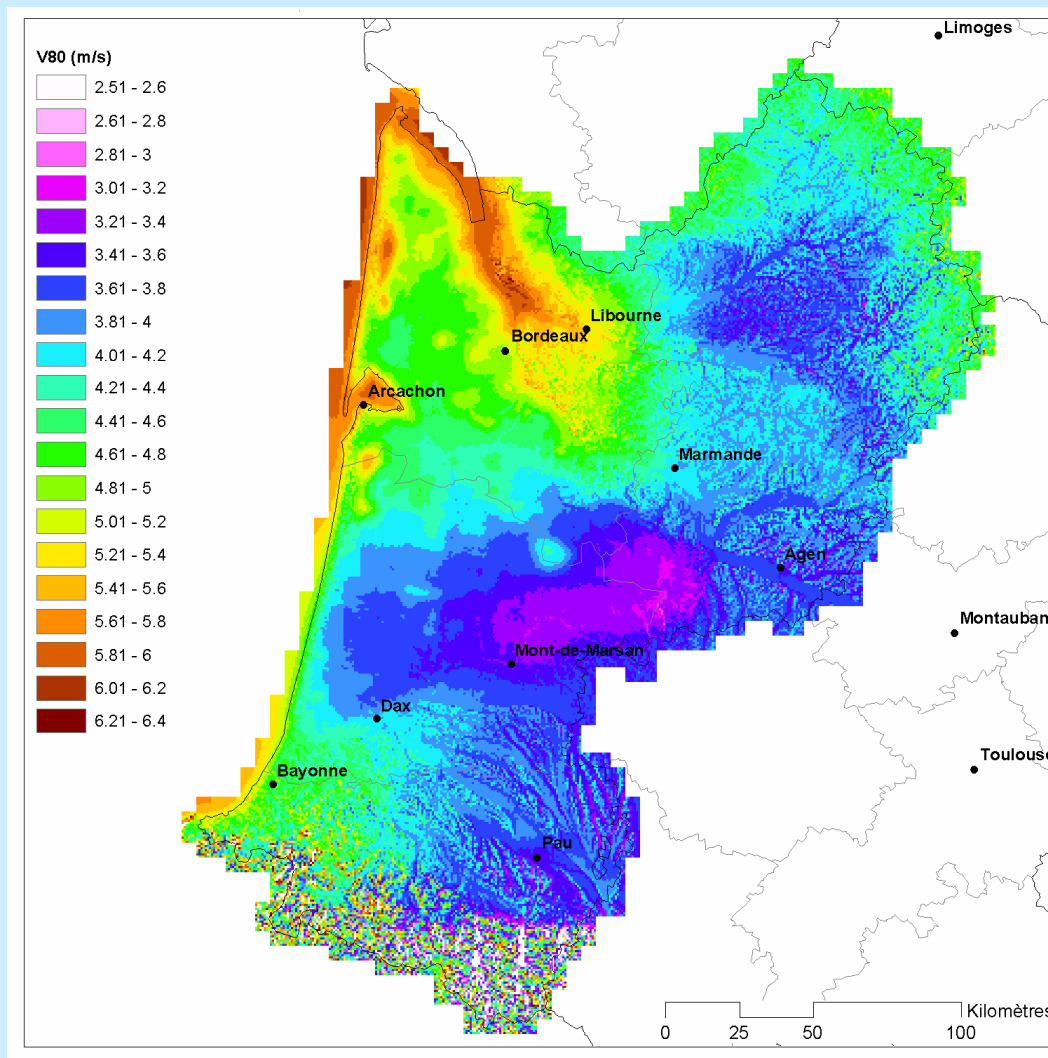 V80 (m/s)
2.51 - 2.6
2.61 - 2.8
2.81 - 3
3.01 - 3.2
3.21 - 3.4
3.41 - 3.6
3.61 - 3.8
3.81 - 4
4.01 - 4.2
4.21 - 4.4
4.41 - 4.6
4.61 - 4.8
4.81 - 5
5.01 - 5.2
5.21 - 5.4
5.41 - 5.6
5.61 - 5.8
5.81 - 6
6.01 - 6.2
6.21 - 6.4
Limoges
Libourne
Bordeaux
Arcachon
Marmande
Agen
Montauban
Mont-de-Marsan
Dax
Toulouse
Bayonne
Pau
Kilomètres
0 25 50 100